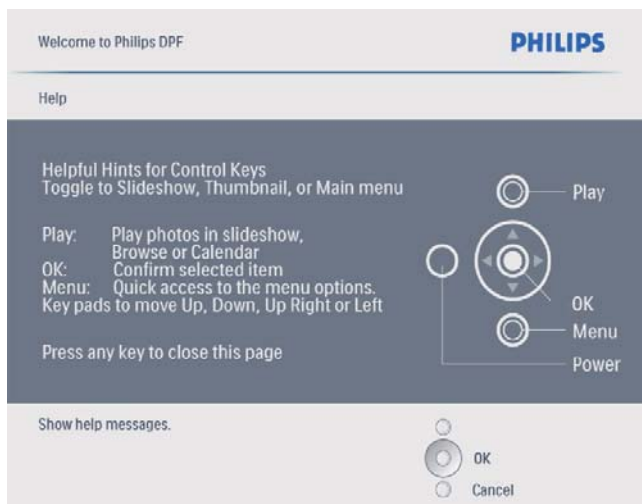 Welcome to Philips DPF
PHILIPS
Help
Helpful Hints for Control Keys
Toggle to Slideshow, Thumbnail, or Main menu
Play: Play photos in slideshow,
Browse or Calendar
OK: Confirm selected item
Menu: Quick access to the menu options.
Key pads to move Up, Down, Up Right or Left
Press any key to close this page
Play
OK
Menu
Power
Show help messages.
OK
Cancel